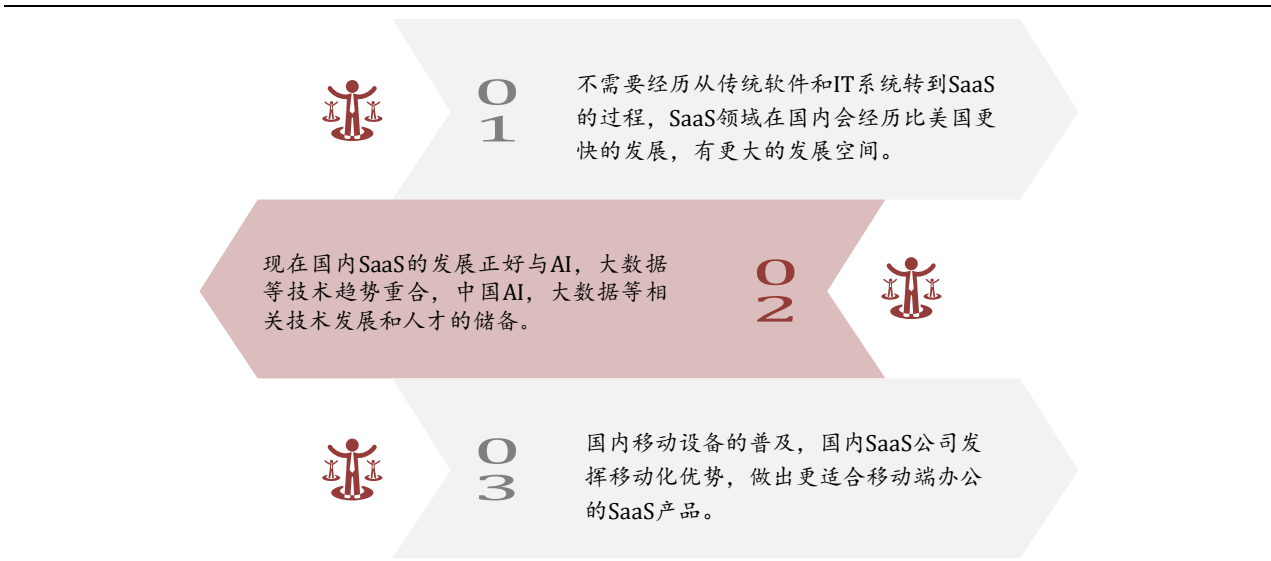 0
1
不需要经历从传统软件和IT系统转到SaaS
的过程，SaaS领域在国内会经历比美国更
快的发展，有更大的发展空间。
现在国内SaaS的发展正好与AI，大数据
等技术趋势重合，中国AI，大数据等相
关技术发展和人才的储备。
0
2
0
3
国内移动设备的普及，国内SaaS公司发
挥移动化优势，做出更适合移动端办公
的SaaS产品。